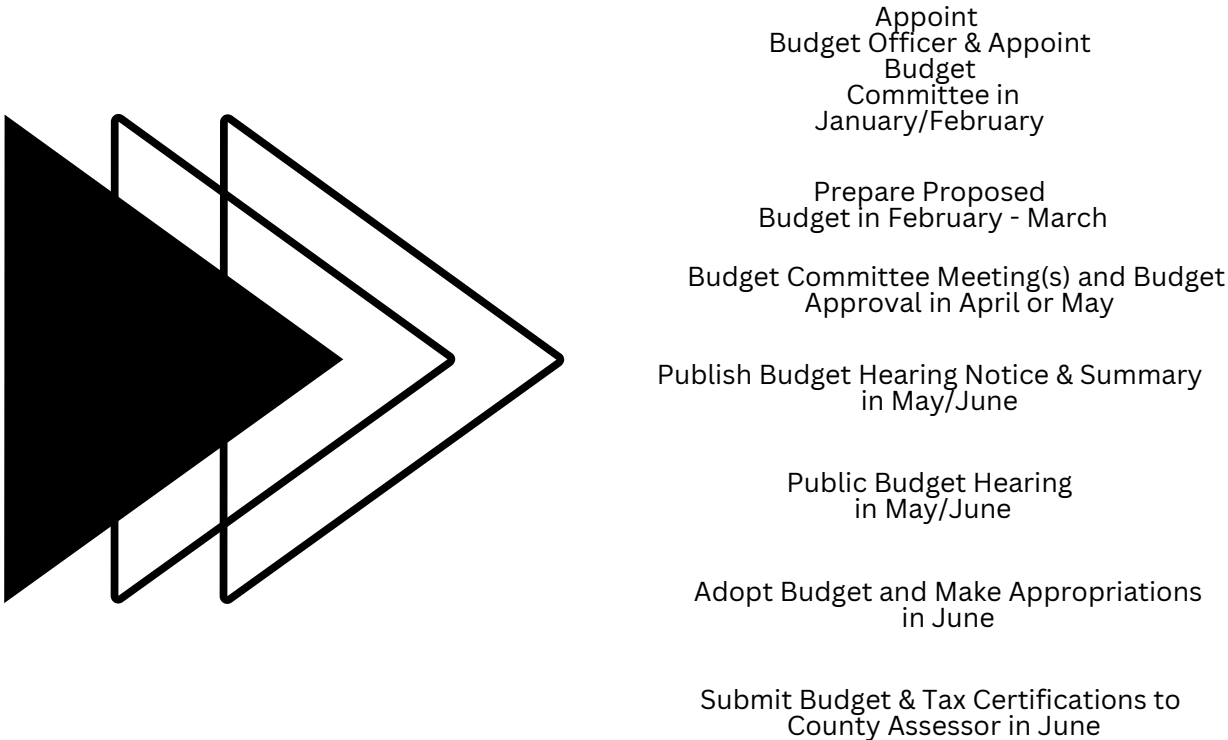 Appoint
Budget Officer & Appoint
Budget
Committee in
January/February
Prepare Proposed
Budget in February - March
Budget Committee Meeting(s) and Budget
Approval in April or May
Publish Budget Hearing Notice & Summary
in May/June
Public Budget Hearing
in May/June
Adopt Budget and Make Appropriations
in June
Submit Budget & Tax Certifications to
County Assessor in June